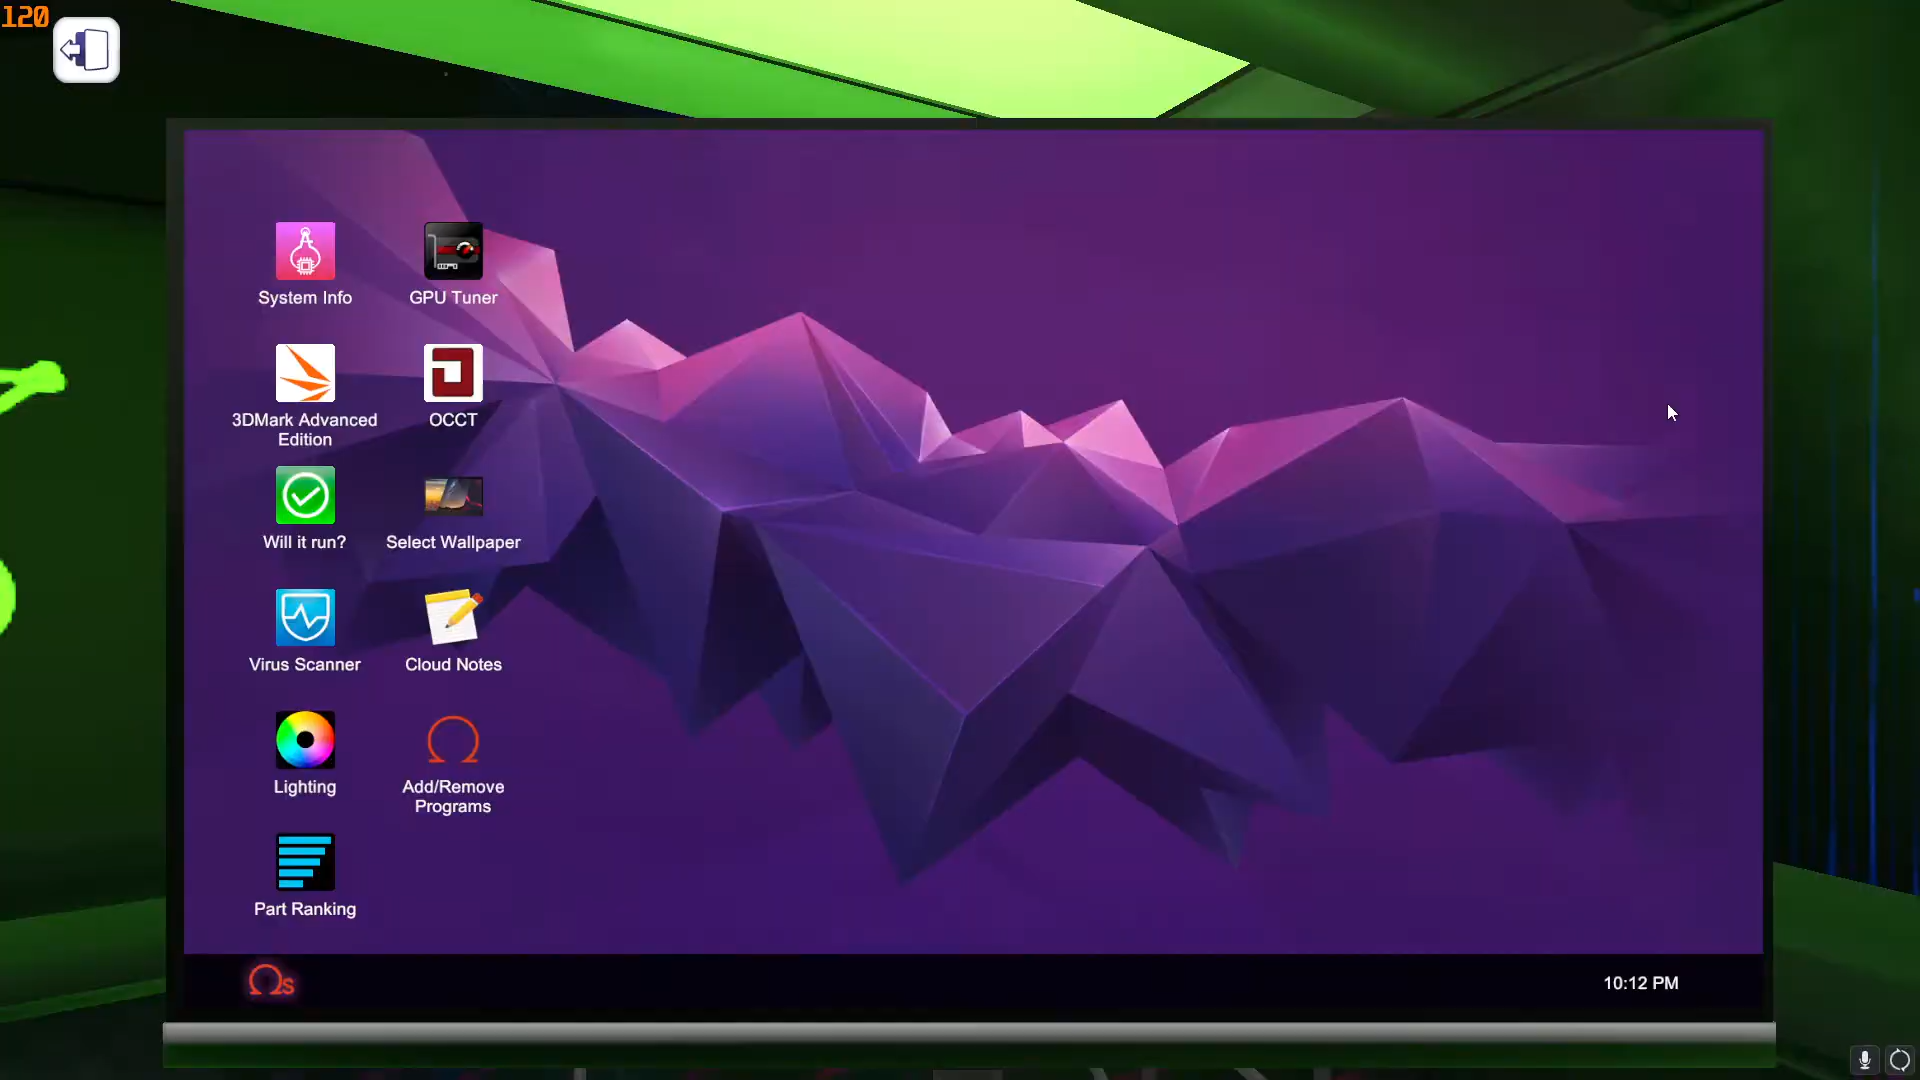 120
System Info
GPU Tuner
3DMark Advanced
Edition
OCCT
Will it run?
Select Wallpaper
Virus Scanner
Cloud Notes
Lighting
Add/Remove
Programs
Part Ranking
Ωs
10:12 PM